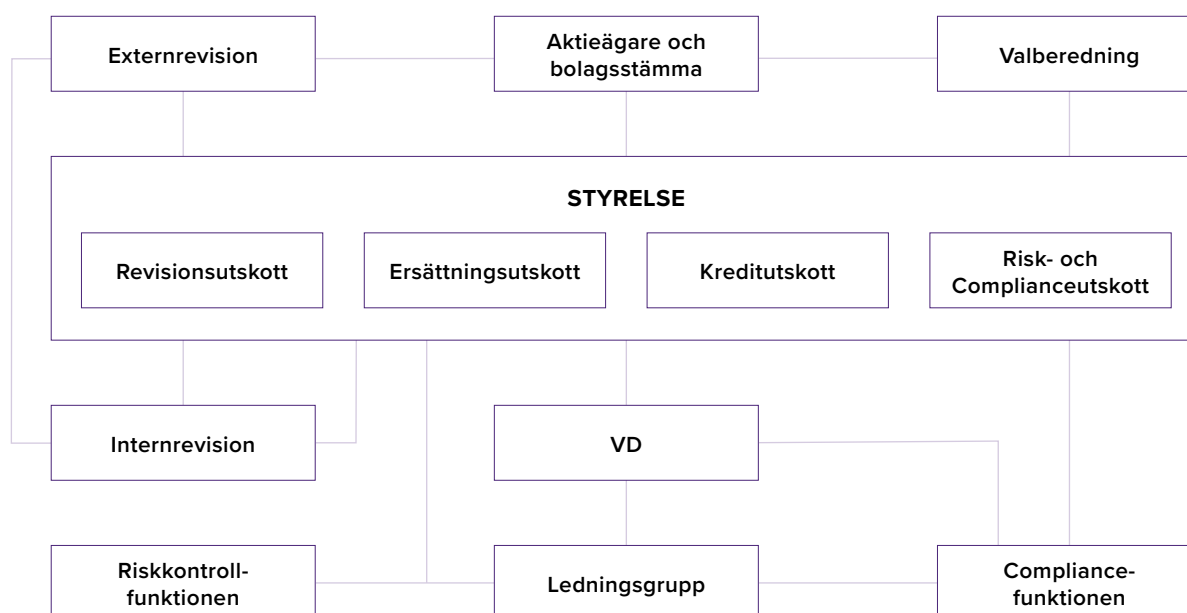 Externrevision
Aktieägare och
bolagsstämma
Valberedning
STYRELSE
Revisionsutskott
Ersättningsutskott
Kreditutskott
Risk- och
Complianceutskott
Internrevision
VD
Riskkontroll-
funktionen
Ledningsgrupp
Compliance-
funktionen